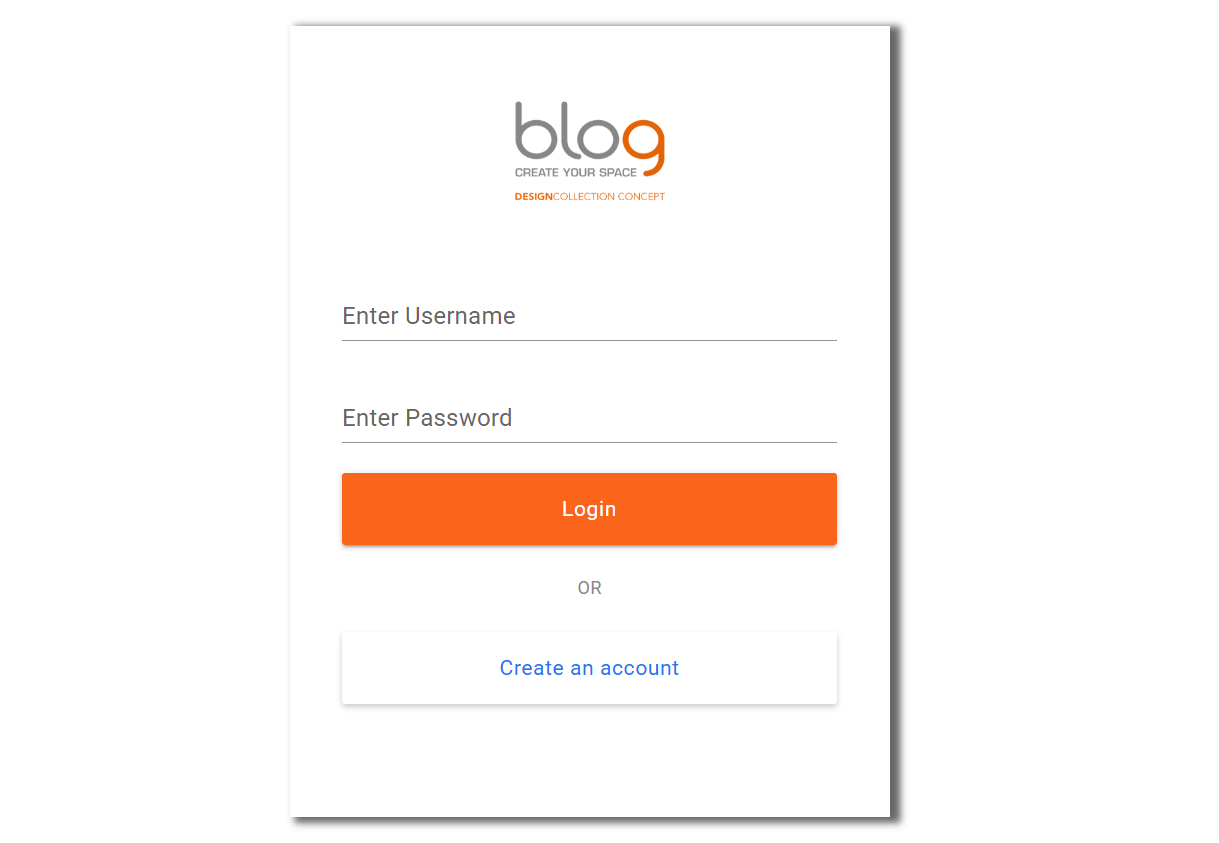 blog
CREATE YOUR SPACE
DESIGNCOLLECTION CONCEPT
Enter Username
Enter Password
Login
OR
Create an account